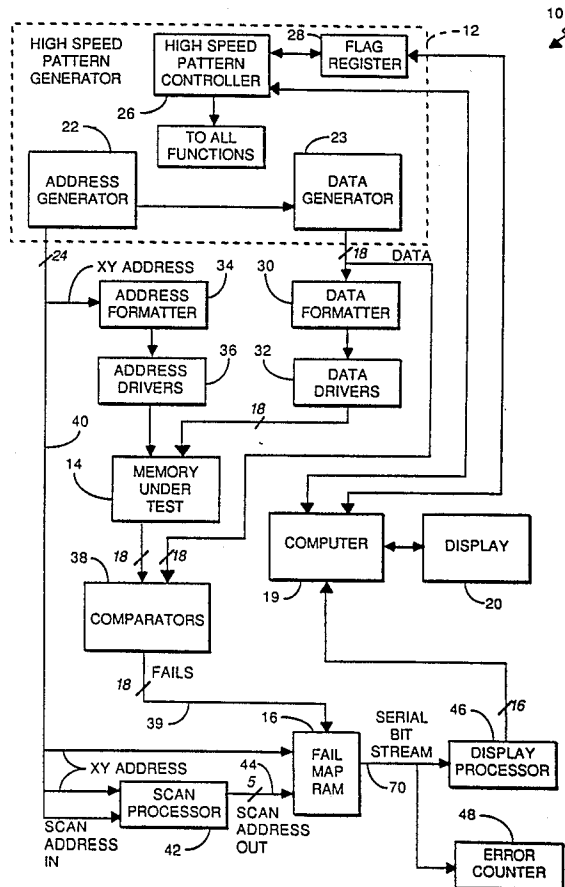 10
HIGH SPEED
PATTERN
GENERATOR
HIGH SPEED
PATTERN
CONTROLLER
26
28
FLAG
REGISTER
12
TO ALL
FUNCTIONS
22
ADDRESS
GENERATOR
23
DATA
GENERATOR
24
XY ADDRESS
18
DATA
34
ADDRESS
FORMATTER
30
DATA
FORMATTER
36
ADDRESS
DRIVERS
32
DATA
DRIVERS
18
40
14
MEMORY
UNDER
TEST
COMPUTER
19
DISPLAY
20
18
18
38
COMPARATORS
FAILS
18
39
16
FAIL
MAP
RAM
SERIAL
BIT
STREAM
70
46
16
DISPLAY
PROCESSOR
XY ADDRESS
SCAN
ADDRESS
IN
SCAN
PROCESSOR
42
44
5
SCAN
ADDRESS
OUT
48
ERROR
COUNTER